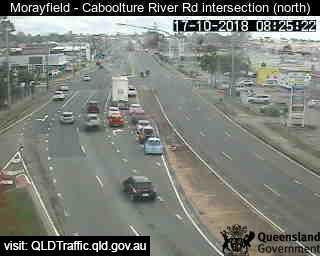 Morayfield - Caboolture River Rd intersection (north)
17-10-2018 08:25:22
Queensland
Government
visit: QLDTraffic.qld.gov.au